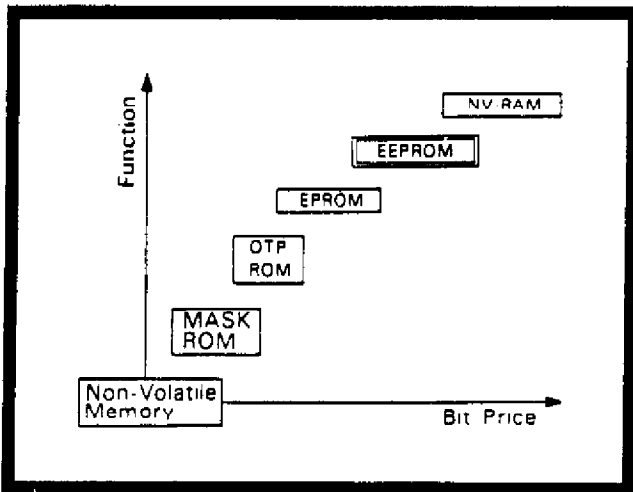 Function
NV-RAM
EEPROM
EPROM
OTP
ROM
MASK
ROM
Non-Volatile
Memory
Bit Price